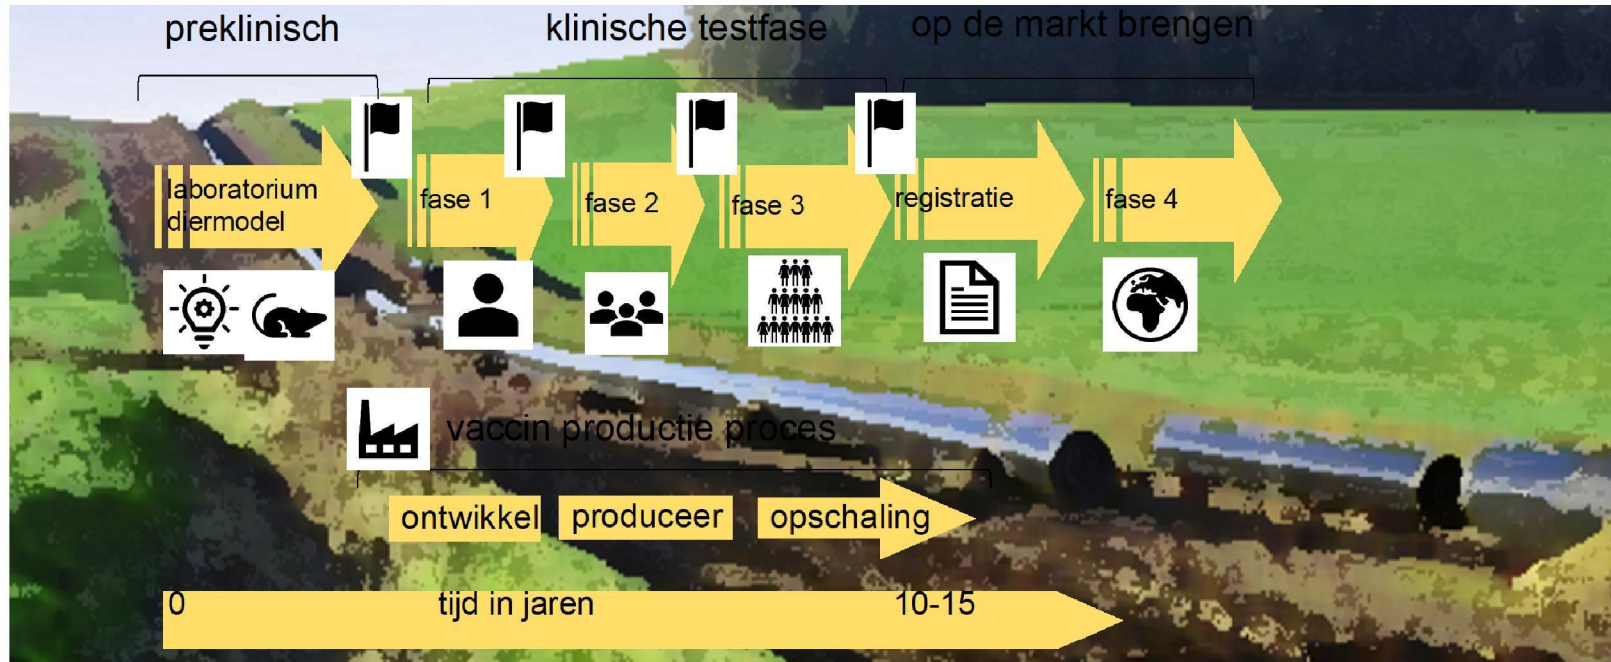 preklinisch
klinische testfase
op de markt brengen
laboratorium
diermodel
fase 1
fase 2
fase 3
registratie
fase 4
vaccin productie proces
ontwikkel
produceer
opschaling
0
tijd in jaren
10-15